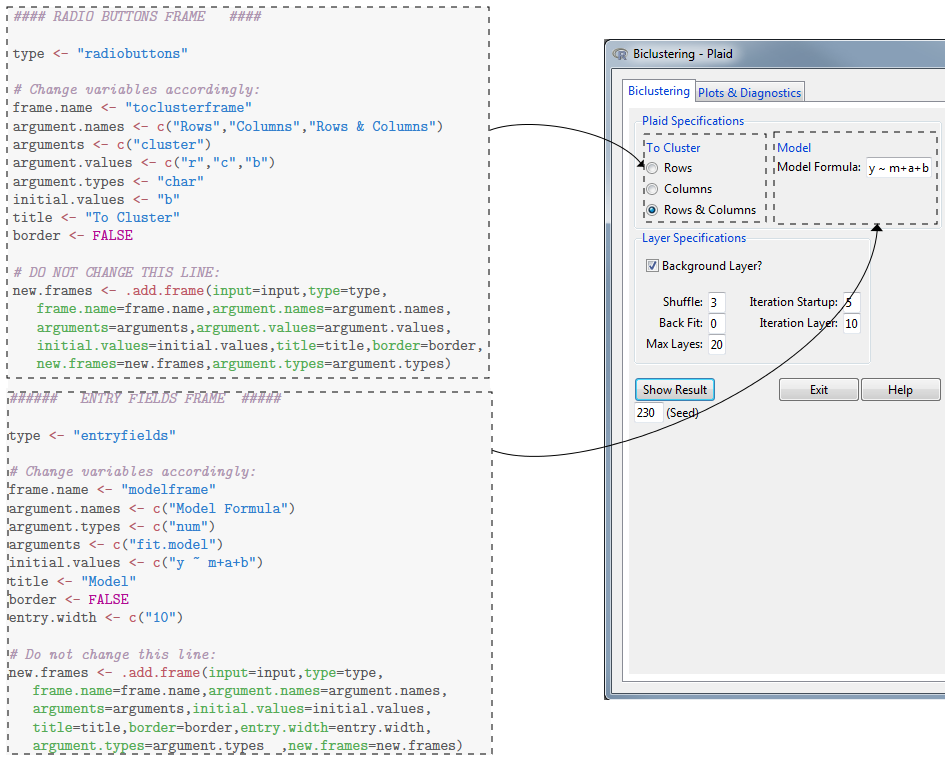 #### RADIO BUTTONS FRAME   ####
type <- "radiobuttons"
# Change variables accordingly:
frame.name <- "toclusterframe"
argument.names <- c("Rows","Columns","Rows & Columns")
arguments <- c("cluster")
argument.values <- c("r","c","b")
argument.types <- "char"
initial.values <- "b"
title <- "To Cluster"
border <- FALSE
# DO NOT CHANGE THIS LINE:
new.frames <- .add.frame(input=input,type=type,
frame.name=frame.name,argument.names=argument.names,
arguments=arguments,argument.values=argument.values,
initial.values=initial.values,title=title,border=border,
new.frames=new.frames,argument.types=argument.types)
######   ENTRY FIELDS FRAME  #####
type <- "entryfields"
# Change variables accordingly:
frame.name <- "modelframe"
argument.names <- c("Model Formula")
argument.types <- c("num")
arguments <- c("fit.model")
initial.values <- c("y ~ m+a+b")
title <- "Model"
border <- FALSE
entry.width <- c("10")
# Do not change this line:
new.frames <- .add.frame(input=input,type=type,
frame.name=frame.name,argument.names=argument.names,
arguments=arguments,initial.values=initial.values,
title=title,border=border,entry.width=entry.width,
argument.types=argument.types  ,new.frames=new.frames)
Biclustering - Plaid
Biclustering Plots & Diagnostics
Plaid Specifications
To Cluster
Rows
Columns
Rows & Columns
Model
Model Formula: y ~ m+a+b
Layer Specifications
Background Layer?
Shuffle: 3 Iteration Startup: 5
Back Fit: 0 Iteration Layer: 10
Max Layes: 20
Show Result Exit Help
230 (Seed)